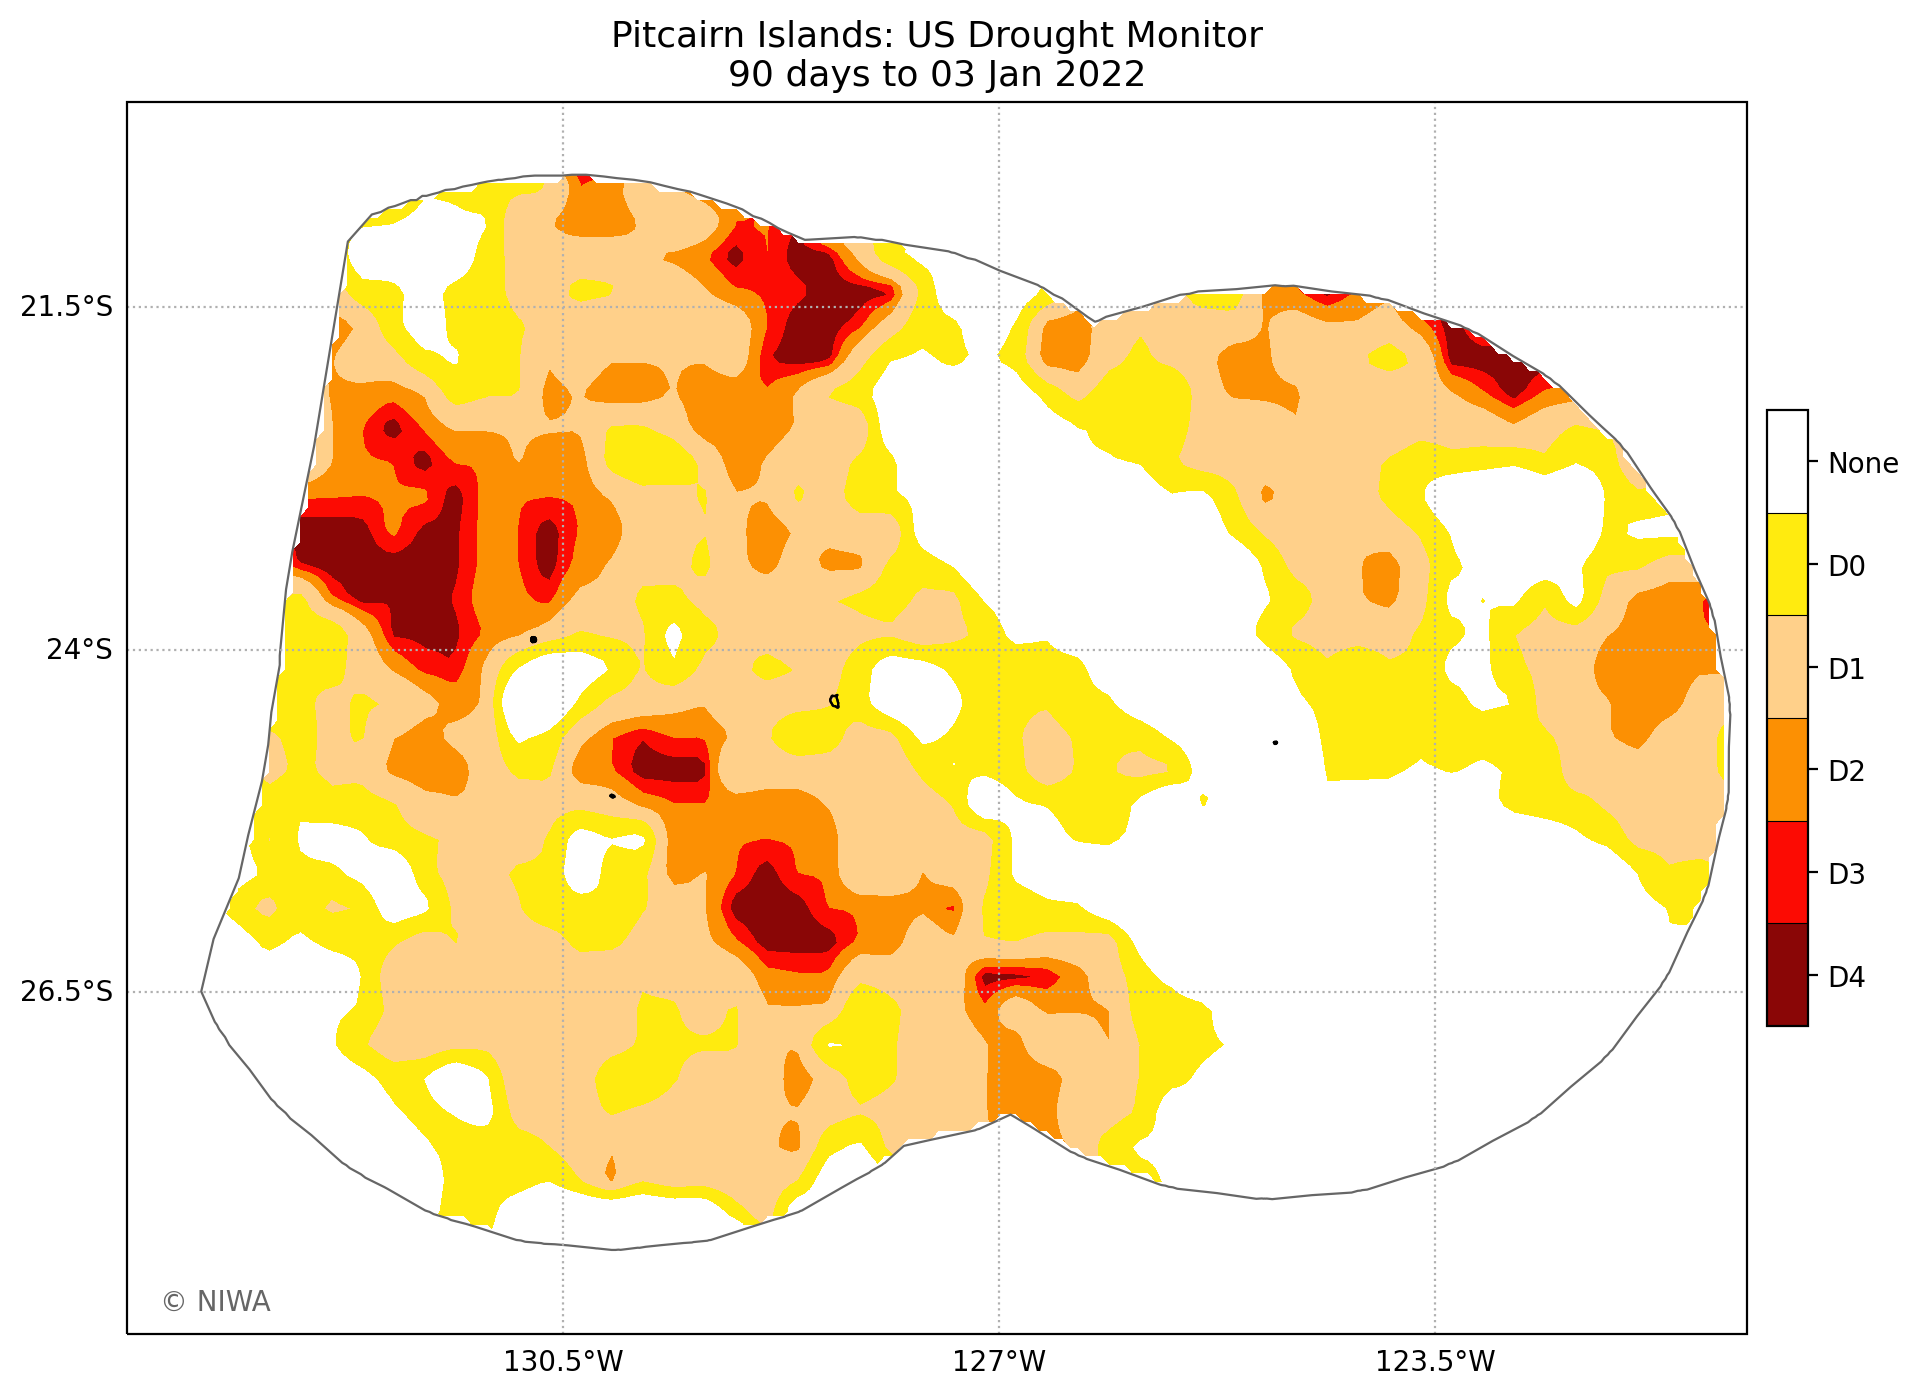 Pitcairn Islands: US Drought Monitor
90 days to 03 Jan 2022
21.5°S
24°S
26.5°S
130.5°W
127°W
123.5°W
None
D0
D1
D2
D3
D4
© NIWA